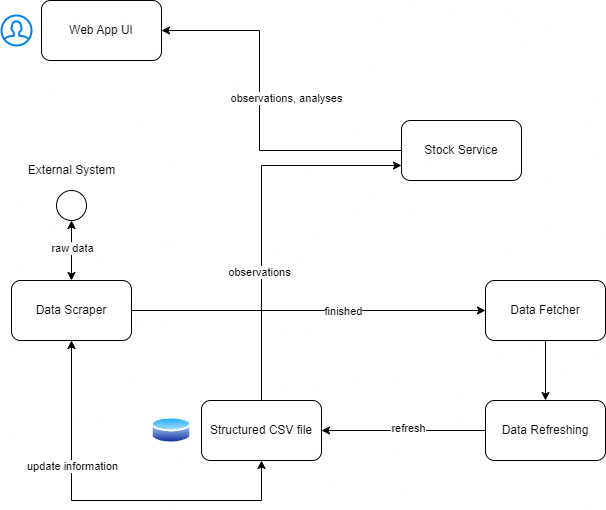 Web App UI
observations, analyses
Stock Service
External System
raw data
observations
Data Scraper
finished
Data Fetcher
Structured CSV file
refresh
Data Refreshing
update information